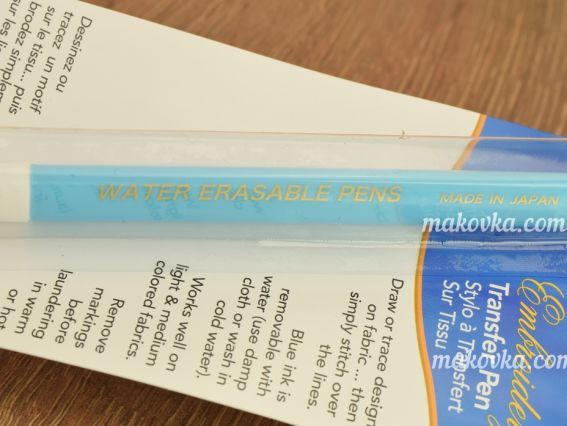 Dessinez ou
tracez un motif
sur le tissu... puis
brodez
sur les
WATER ERASABLE PENS
MADE IN JAPAN
makovka.com
Transfer Pen
Stylo à Transfert
Sur Tissu
makovka.com
Draw or trace design
on fabric ... then
simply stitch over
the lines.
Blue ink is
removable with
water (use damp
cloth or wash in
cold water).
Works well on
light & medium
colored fabrics.
Remove
markings
before
laundering
in warm
or hot